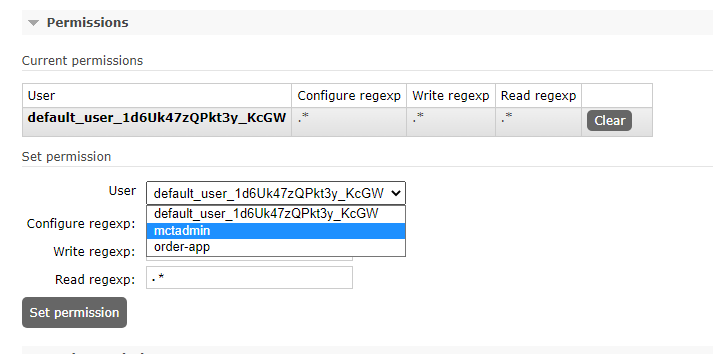 Permissions
Current permissions
User Configure regexp Write regexp Read regexp
default_user_1d6Uk47zQPkt3y_KcGW .* .* .* Clear
Set permission
User default_user_1d6Uk47zQPkt3y_KcGW
default_user_1d6Uk47zQPkt3y_KcGW
Configure regexp: mctadmin
Write regexp: order-app
Read regexp: .*
Set permission